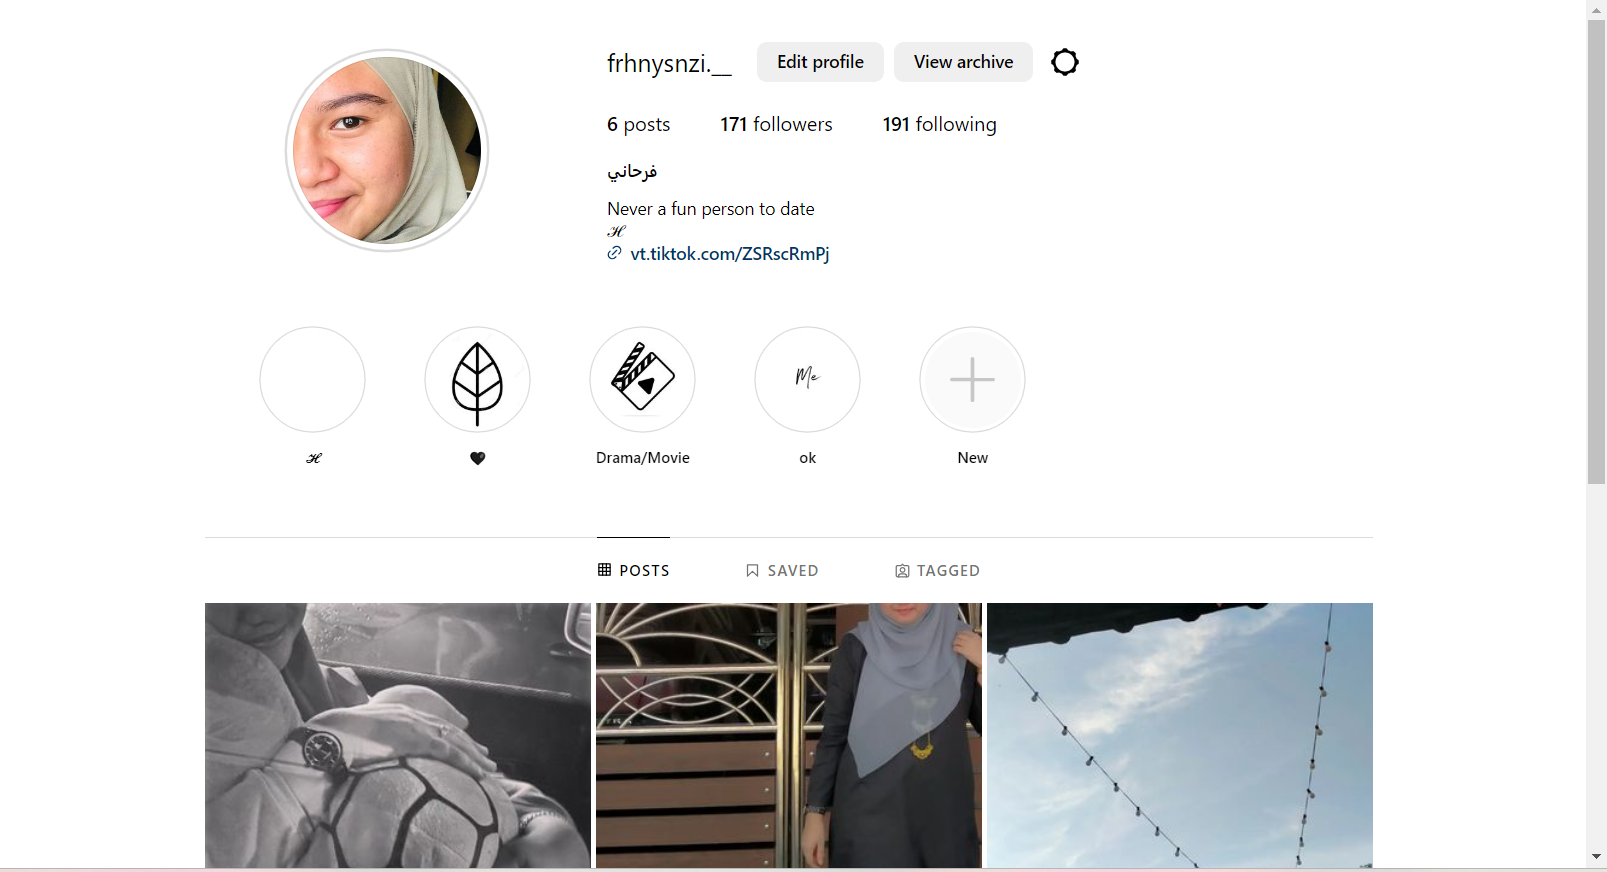 frhnysnzi.__ Edit profile View archive
6 posts 171 followers 191 following
فرحاني
Never a fun person to date
ℋ
vt.tiktok.com/ZSRscRmPj
Me
ℋ 🖤 Drama/Movie ok New
POSTS SAVED TAGGED